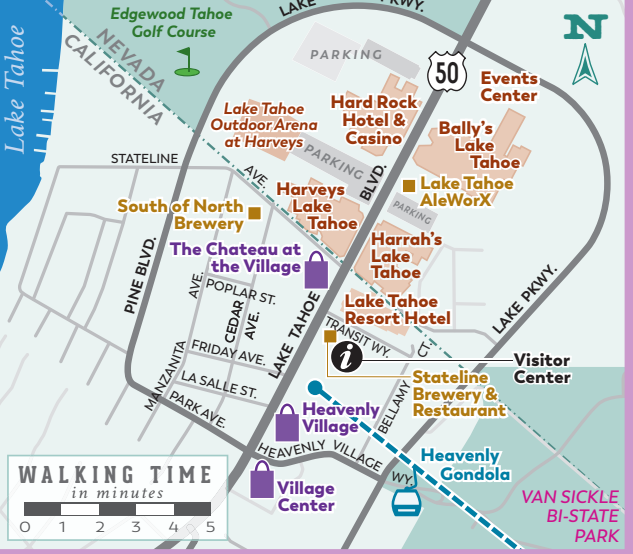 LAKE PKWY.
Edgewood Tahoe
Golf Course
NEVADA
CALIFORNIA
Lake Tahoe
PARKING
50
N
Events
Center
Hard Rock
Hotel &
Casino
Lake Tahoe
Outdoor Arena
at Harveys
Bally's
Lake
Tahoe
PARKING
STATELINE
AVE.
BLVD.
Lake Tahoe
AleWorX
PARKING
Harveys
Lake
Tahoe
South of North
Brewery
Harrah's
Lake
Tahoe
The Chateau at
the Village
PINE BLVD.
AVE.
POPLAR ST.
CEDAR
AVE.
LAKE TAHOE
Lake Tahoe
Resort Hotel
LAKE PKWY.
TRANSIT WY.
CT.
i
Visitor
Center
FRIDAY AVE.
MANZANITA
LA SALLE ST.
PARK AVE.
Stateline
Brewery &
Restaurant
BELLAMY
Heavenly
Village
HEAVENLY VILLAGE
WY.
Heavenly
Gondola
Village
Center
VAN SICKLE
BI-STATE
PARK
WALKING TIME
in minutes
0 1 2 3 4 5